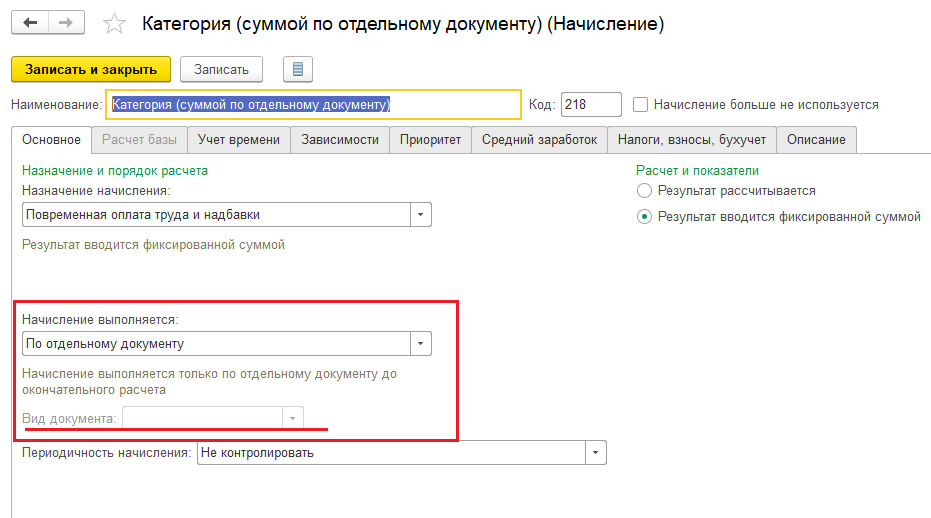 Категория (суммой по отдельному документу) (Начисление)
Записать и закрыть Записать
Наименование: Категория (суммой по отдельному документу) Код: 218 Начисление больше не используется
Основное Расчет базы Учет времени Зависимости Приоритет Средний заработок Налоги, взносы, бухучет Описание
Назначение и порядок расчета Расчет и показатели
Назначение начисления: Результат рассчитывается
Повременная оплата труда и надбавки Результат вводится фиксированной суммой
Результат вводится фиксированной суммой
Начисление выполняется:
По отдельному документу
Начисление выполняется только по отдельному документу до
окончательного расчета
Вид документа:
Периодичность начисления: Не контролировать